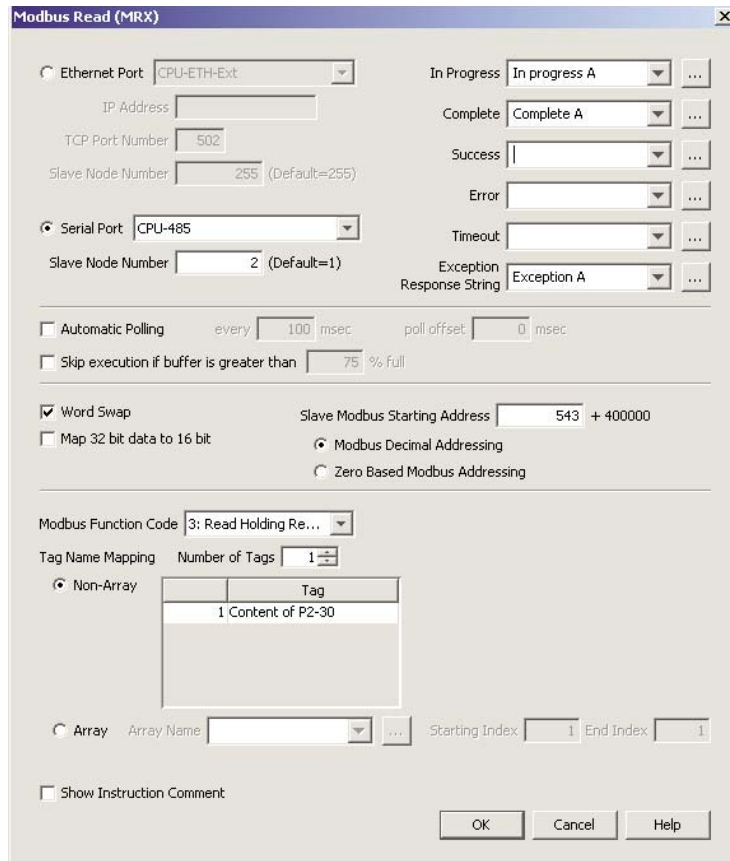 Modbus Read (MRX)
Ethernet Port CPU-ETH-Ext
IP Address
TCP Port Number 502
Slave Node Number 255 (Default=255)
Serial Port CPU-485
Slave Node Number 2 (Default=1)
In Progress In progress A ...
Complete Complete A ...
Success ...
Error ...
Timeout ...
Exception
Response String Exception A ...
Automatic Polling every 100 msec poll offset 0 msec
Skip execution if buffer is greater than 75 % full
Word Swap
Map 32 bit data to 16 bit
Slave Modbus Starting Address 543 + 400000
Modbus Decimal Addressing
Zero Based Modbus Addressing
Modbus Function Code 3: Read Holding Re...
Tag Name Mapping Number of Tags 1
Non-Array
Tag
1 Content of P2-30
Array Array Name ... Starting Index 1 End Index 1
Show Instruction Comment
OK Cancel Help